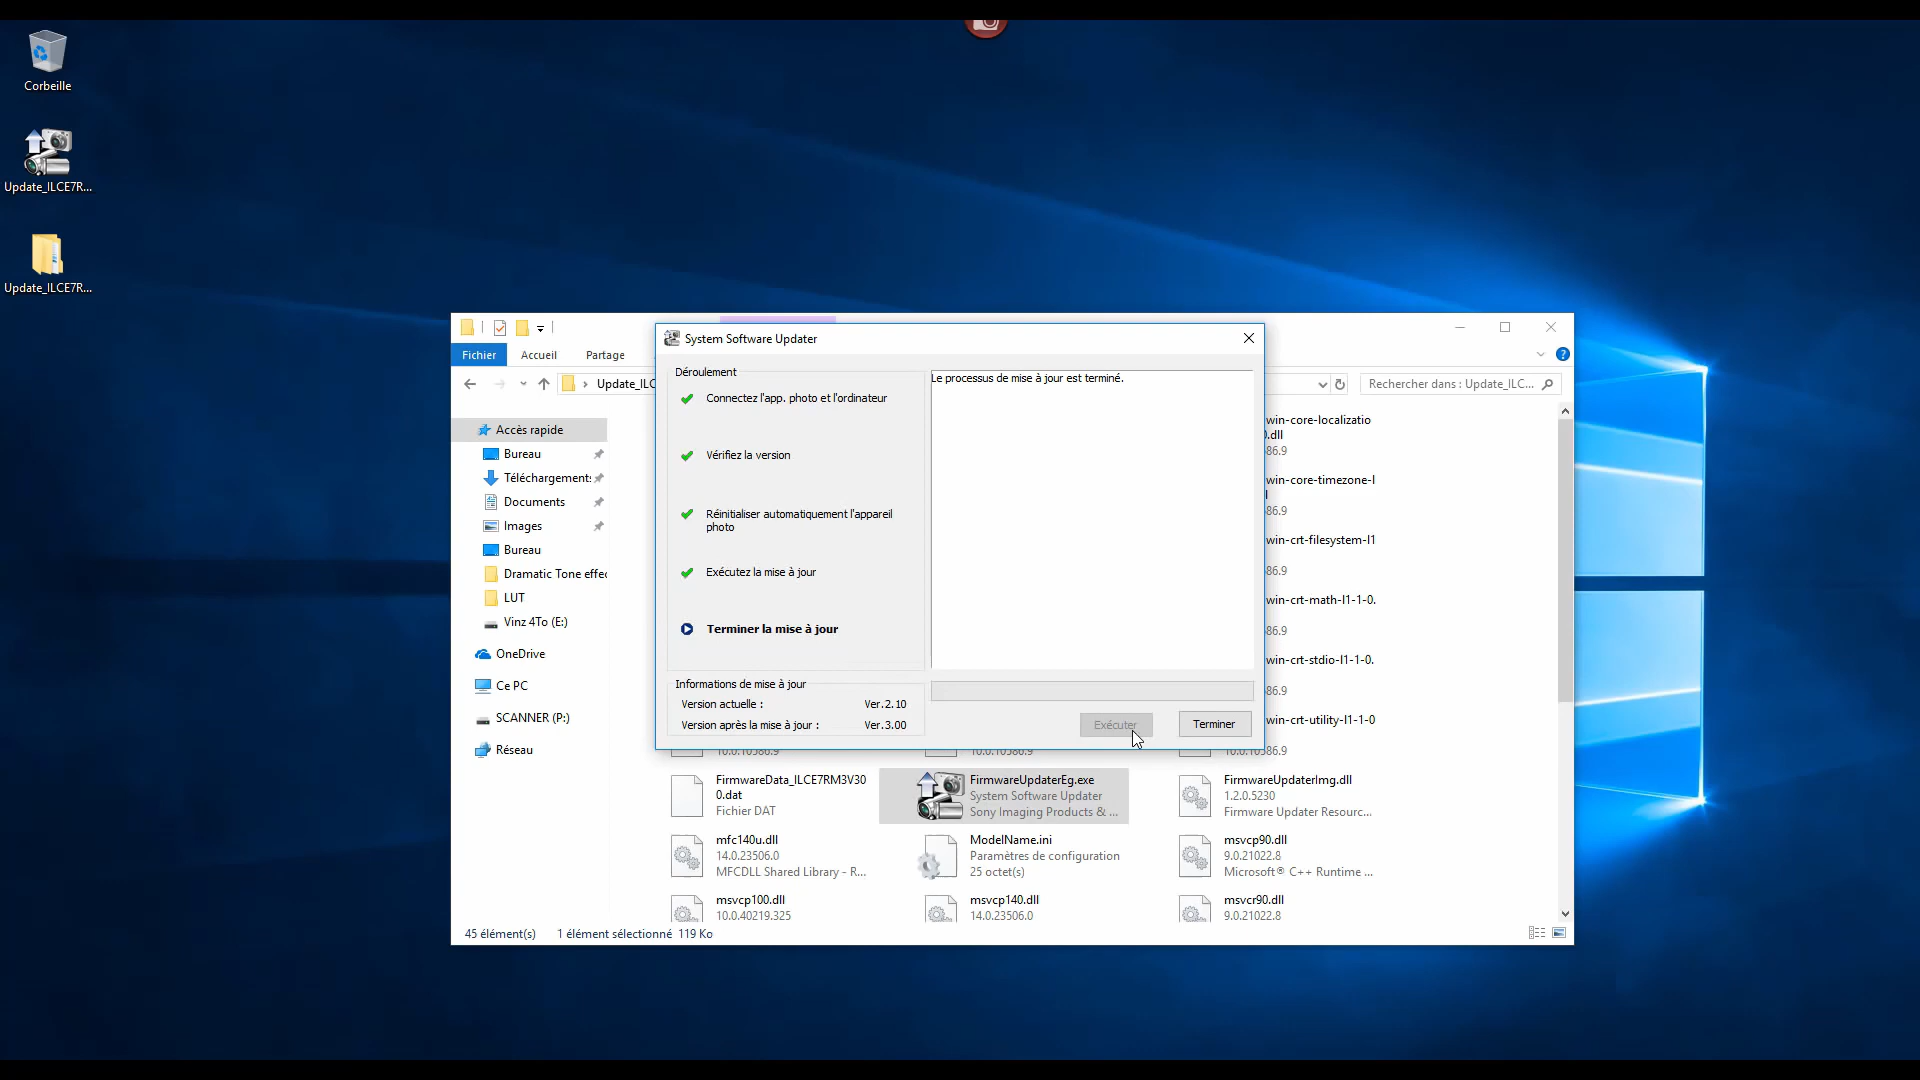 Corbeille
Update_ILCE7R...
Update_ILCE7R...
System Software Updater
Fichier
Accueil
Partage
Update_ILC
Rechercher dans : Update_ILC...
Accès rapide
Bureau
Téléchargements
Documents
Images
Bureau
Dramatic Tone effec
LUT
Vinz 4To (E:)
OneDrive
Ce PC
SCANNER (P:)
Réseau
Déroulement
Connectez l'app. photo et l'ordinateur
Vérifiez la version
Réinitialiser automatiquement l'appareil
photo
Exécutez la mise à jour
Terminer la mise à jour
Informations de mise à jour
Version actuelle :
Ver.2.10
Version après la mise à jour :
Ver.3.00
Le processus de mise à jour est terminé.
Exécuter
Terminer
win-core-localizatio
.dll
86.9
win-core-timezone-l
l
86.9
win-crt-filesystem-l1
86.9
win-crt-math-l1-1-0.
86.9
win-crt-stdio-l1-1-0.
86.9
win-crt-utility-l1-1-0
10.0.10586.9
10.0.10586.9
10.0.10586.9
FirmwareData_ILCE7RM3V30
0.dat
Fichier DAT
FirmwareUpdaterEg.exe
System Software Updater
Sony Imaging Products & ...
FirmwareUpdaterImg.dll
1.2.0.5230
Firmware Updater Resourc...
mfc140u.dll
14.0.23506.0
MFCDLL Shared Library - R...
ModelName.ini
Paramètres de configuration
25 octet(s)
msvcp90.dll
9.0.21022.8
Microsoft® C++ Runtime ...
msvcp100.dll
10.0.40219.325
msvcp140.dll
14.0.23506.0
msvcr90.dll
9.0.21022.8
45 élément(s)
1 élément sélectionné 119 Ko